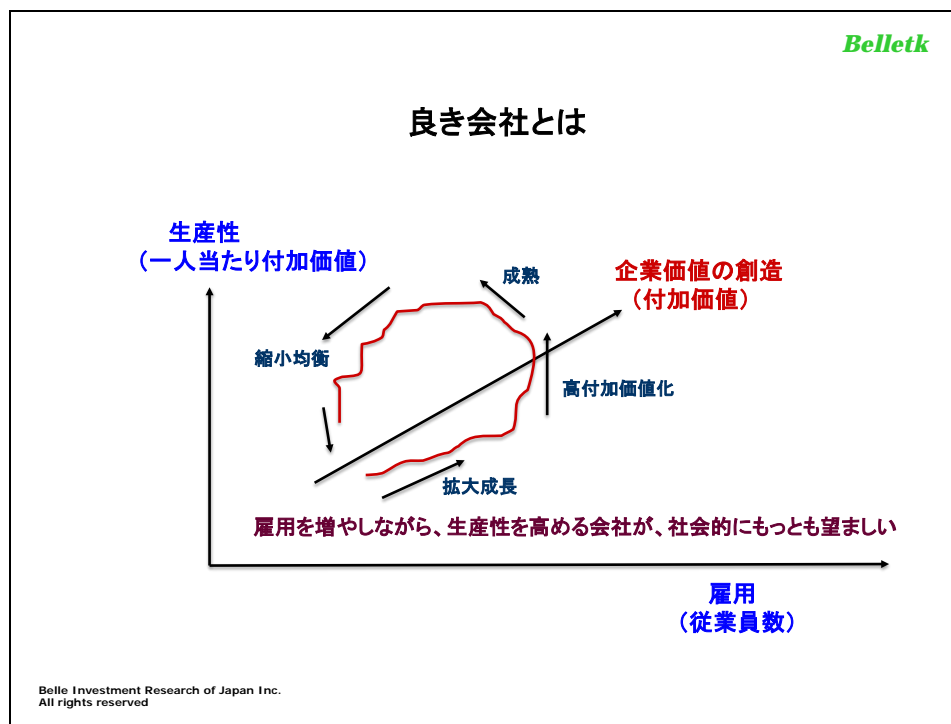 Belletk
良き会社とは
生産性
（一人当たり付加価値）
企業価値の創造
（付加価値）
成熟
縮小均衡
高付加価値化
拡大成長
雇用を増やしながら、生産性を高める会社が、社会的にもっとも望ましい
雇用
（従業員数）
Belle Investment Research of Japan Inc.
All rights reserved